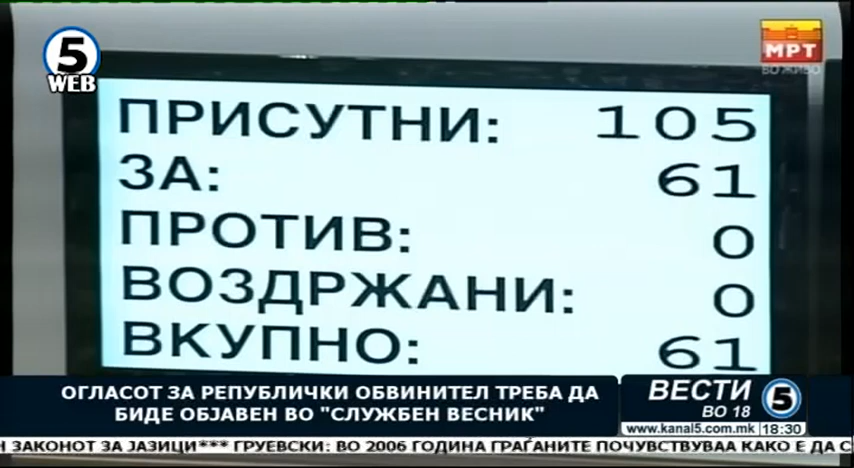 5
WEB
МРТ
ВО ЖИВО
ПРИСУТНИ: 105
ЗА: 61
ПРОТИВ: 0
ВОЗДРЖАНИ: 0
ВКУПНО: 61
ОГЛАСОТ ЗА РЕПУБЛИЧКИ ОБВИНИТЕЛ ТРЕБА ДА
БИДЕ ОБЈАВЕН ВО "СЛУЖБЕН ВЕСНИК"
ВЕСТИ
ВО 18
5
www.kanal5.com.mk 18:30
Н ЗАКОНОТ ЗА ЈАЗИЦИ*** ГРУЕВСКИ: ВО 2006 ГОДИНА ГРАЃАНИТЕ ПОЧУВСТВУВАА КАКО Е ДА С